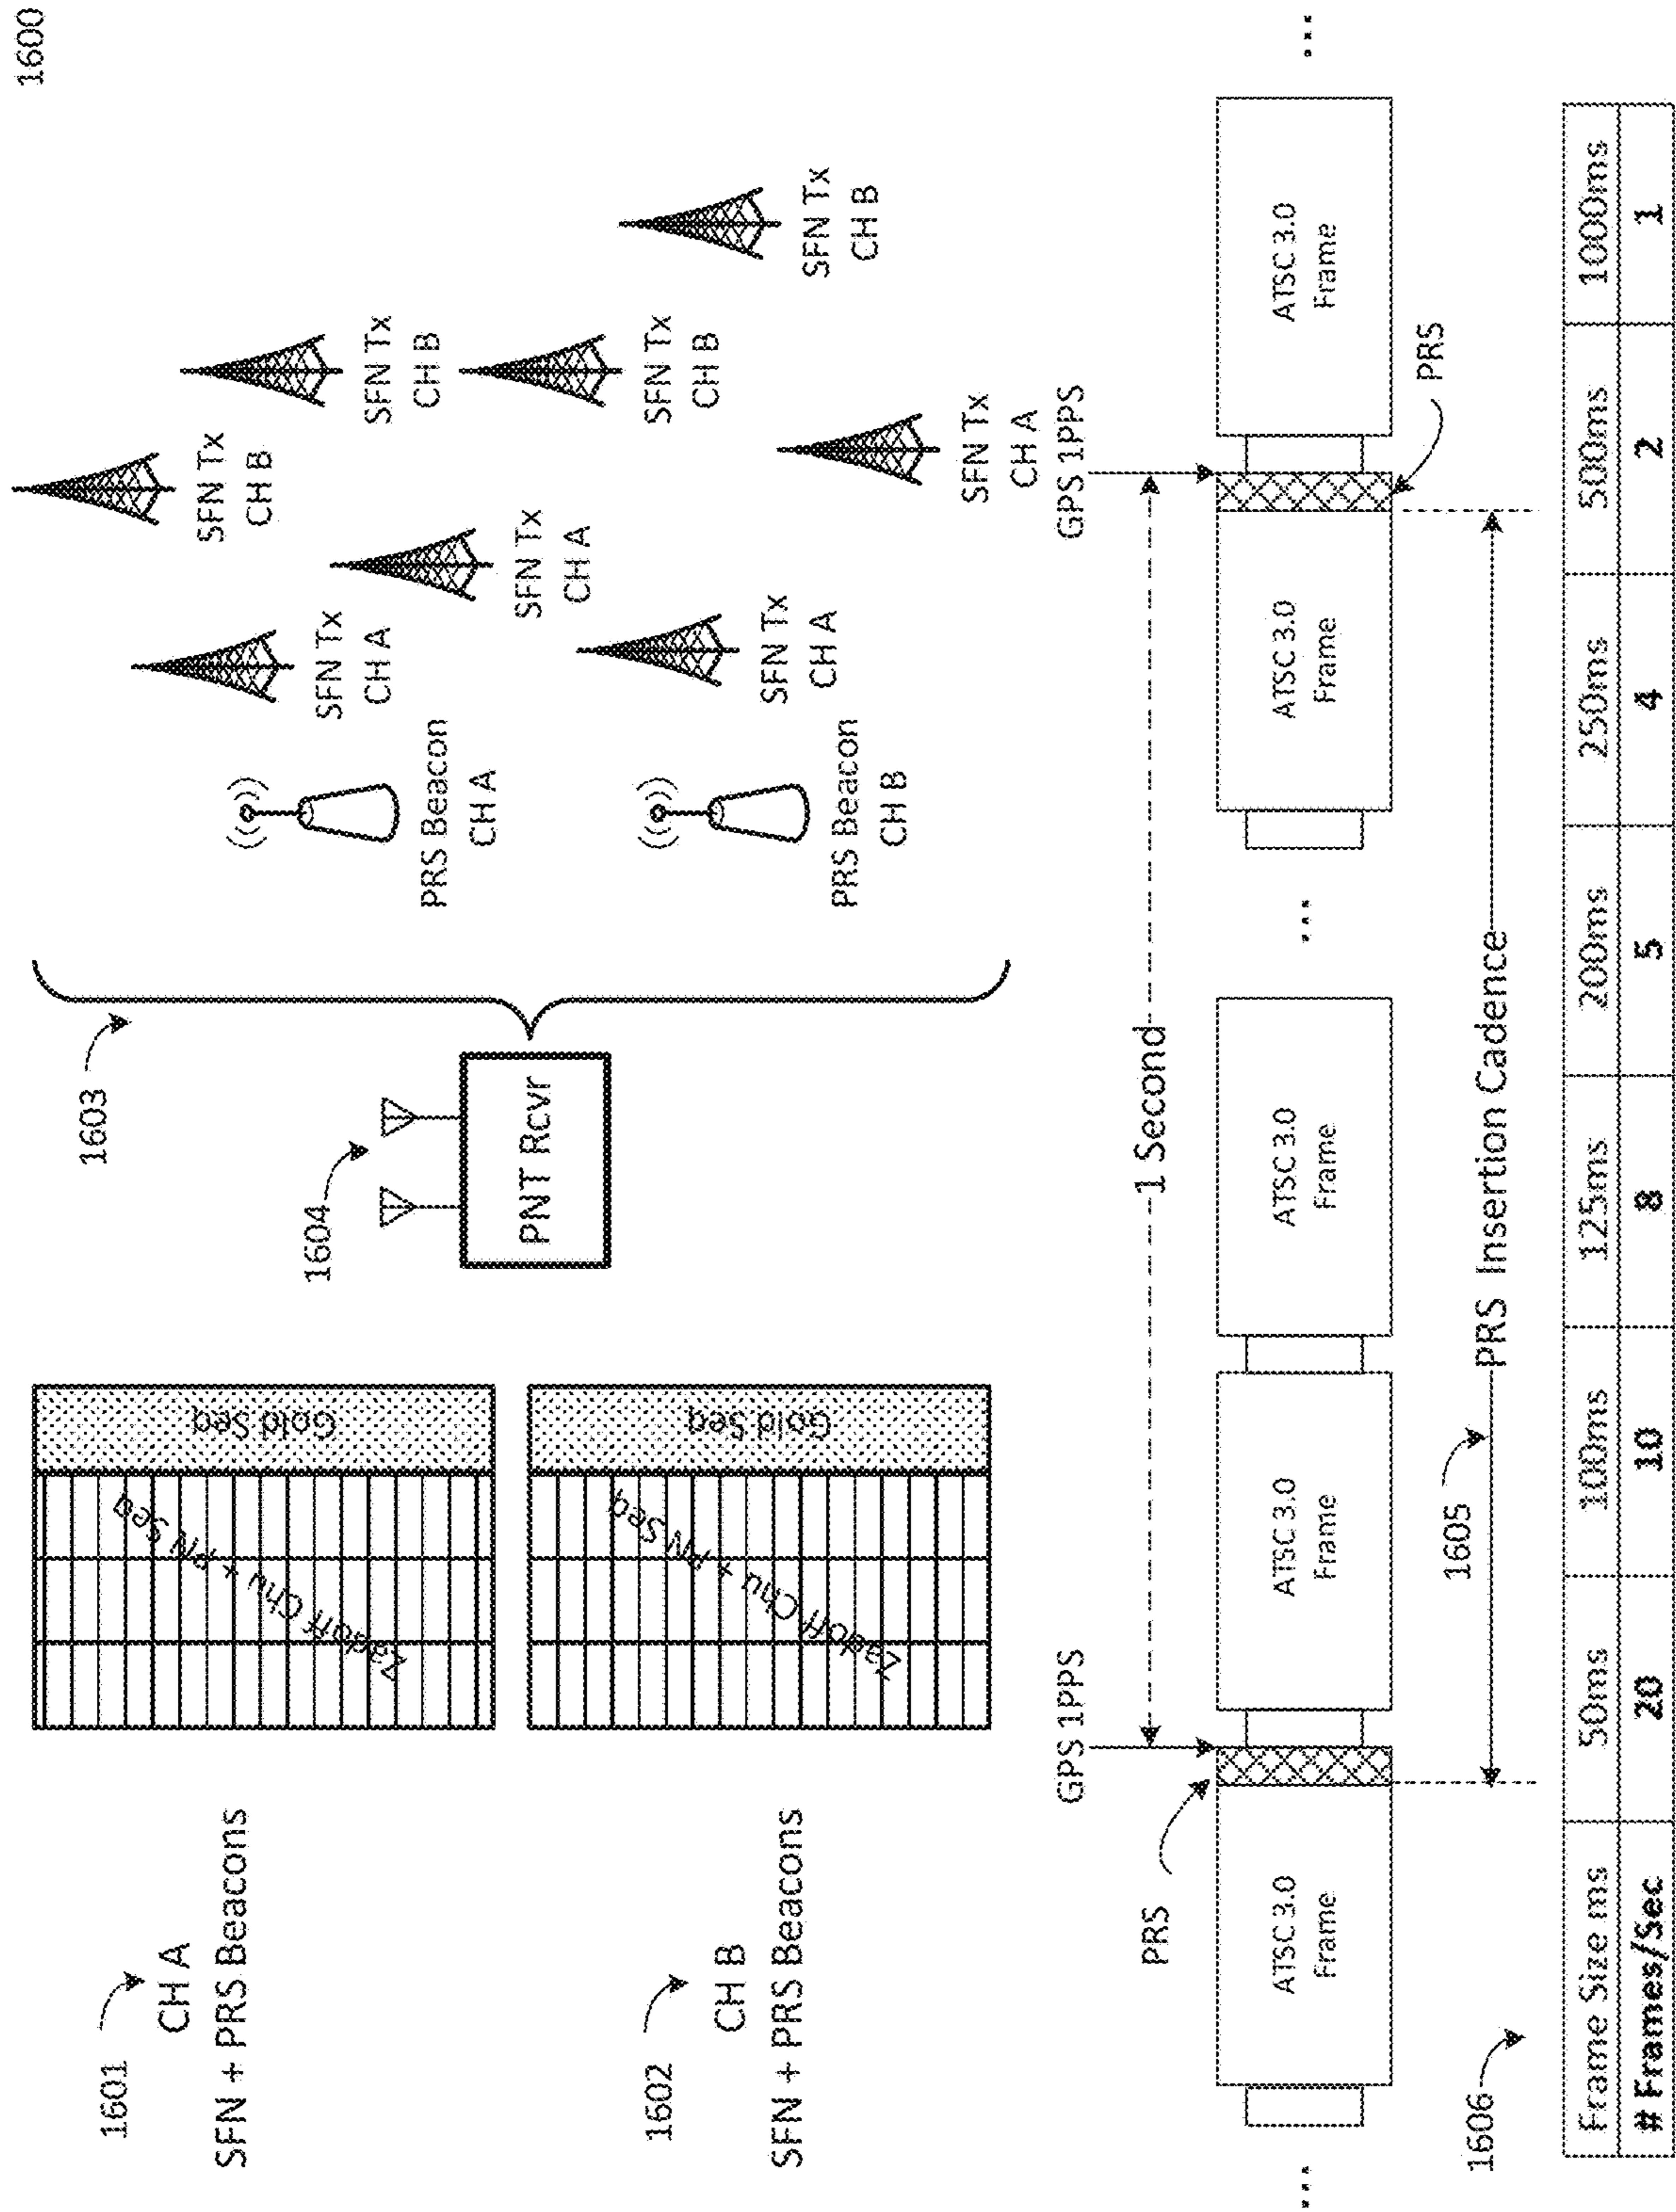 1600
1601
CH A
SFN + PRS Beacons
Zadoff Chu + PN Seq
Gold Seq
1602
CH B
SFN + PRS Beacons
Zadoff Chu + PN Seq
Gold Seq
1603
1604
PNT Rcvr
PRS Beacon
CH A
PRS Beacon
CH B
SFN Tx
CH A
SFN Tx
CH A
SFN Tx
CH A
SFN Tx
CH B
SFN Tx
CH B
SFN Tx
CH B
SFN Tx
CH A
SFN Tx
CH B
GPS 1PPS
GPS 1PPS
1 Second
PRS
...
ATSC 3.0
Frame
ATSC 3.0
Frame
ATSC 3.0
Frame
...
ATSC 3.0
Frame
ATSC 3.0
Frame
...
PRS
1605
PRS Insertion Cadence
1606
Frame Size ms 50ms 100ms 125ms 200ms 250ms 500ms 1000ms
# Frames/Sec 20 10 8 5 4 2 1